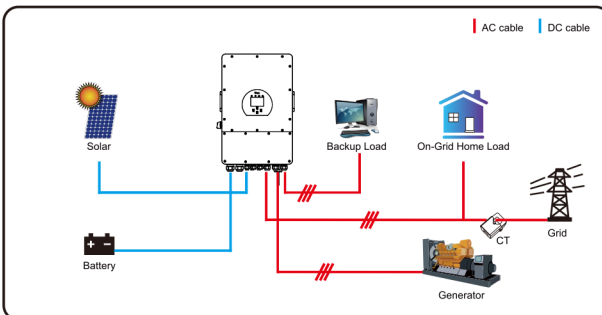 AC cable
DC cable
Solar
Backup Load
On-Grid Home Load
CT
Grid
Battery
Generator